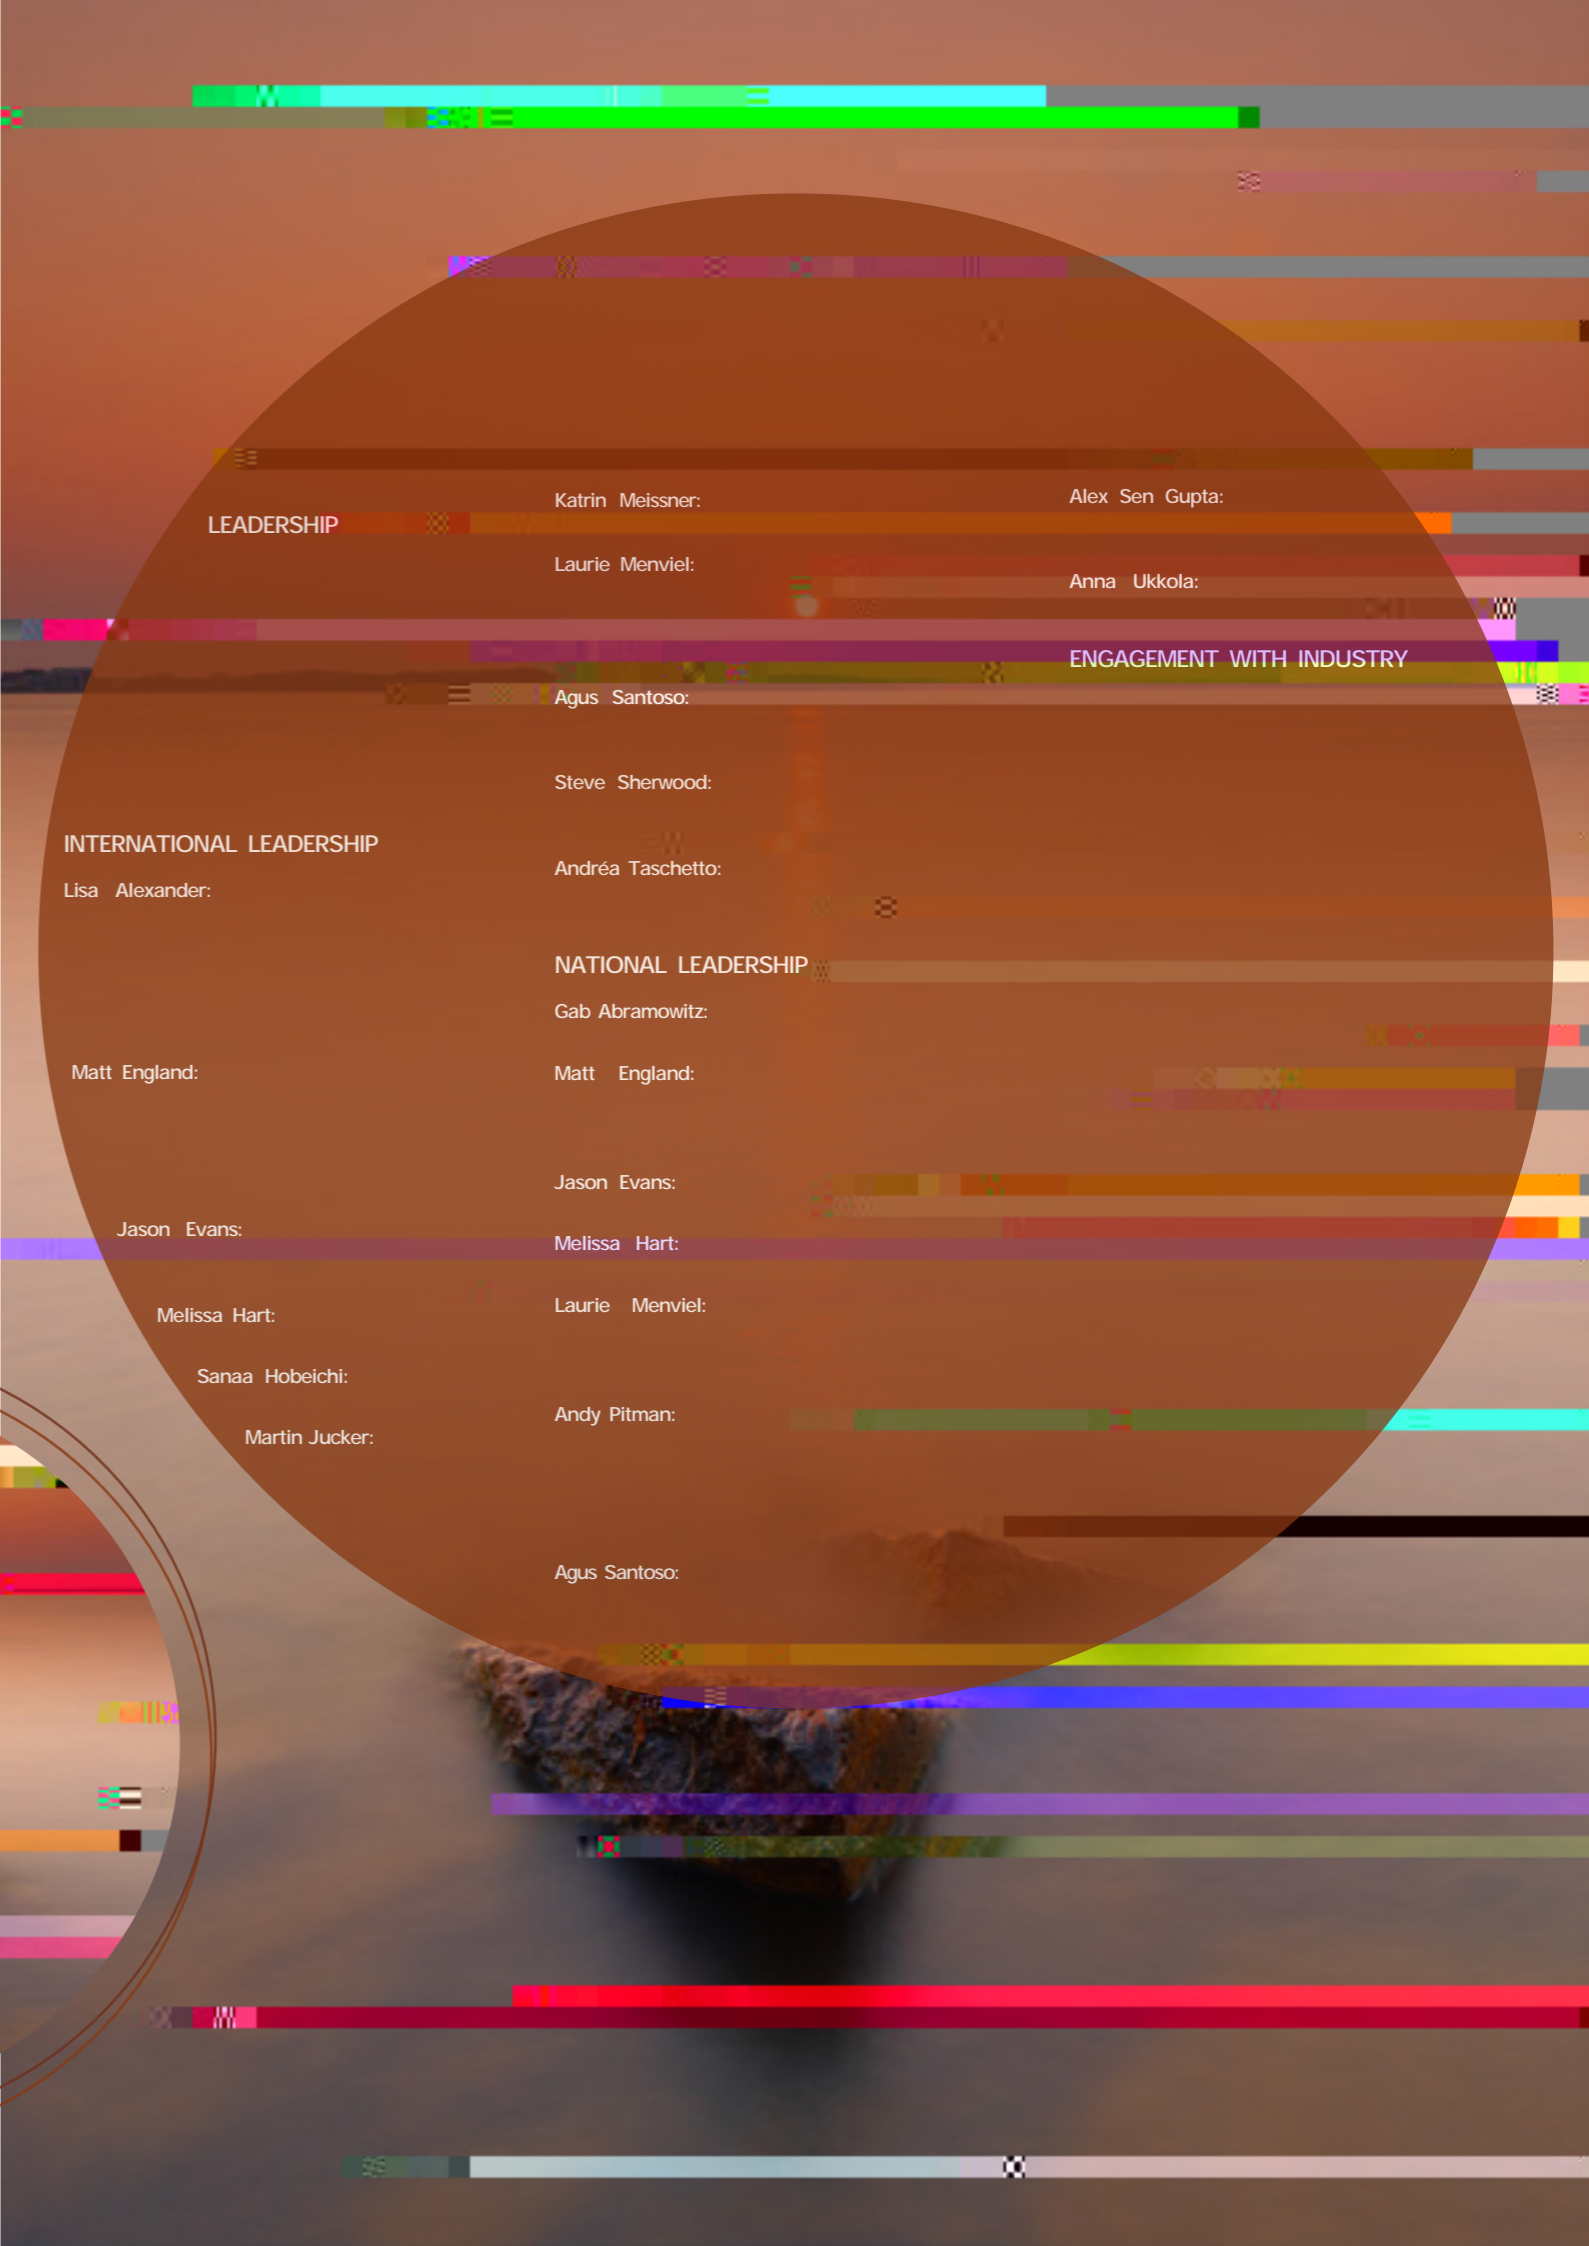 LEADERSHIP
INTERNATIONAL LEADERSHIP
Lisa Alexander:
Matt England:
Jason Evans:
Melissa Hart:
Sanaa Hobeichi:
Martin Jucker:
Katrin Meissner:
Laurie Menviel:
Agus Santoso:
Steve Sherwood:
Andréa Taschetto:
NATIONAL LEADERSHIP
Gab Abramowitz:
Matt England:
Jason Evans:
Melissa Hart:
Laurie Menviel:
Andy Pitman:
Agus Santoso:
Alex Sen Gupta:
Anna Ukkola:
ENGAGEMENT WITH INDUSTRY